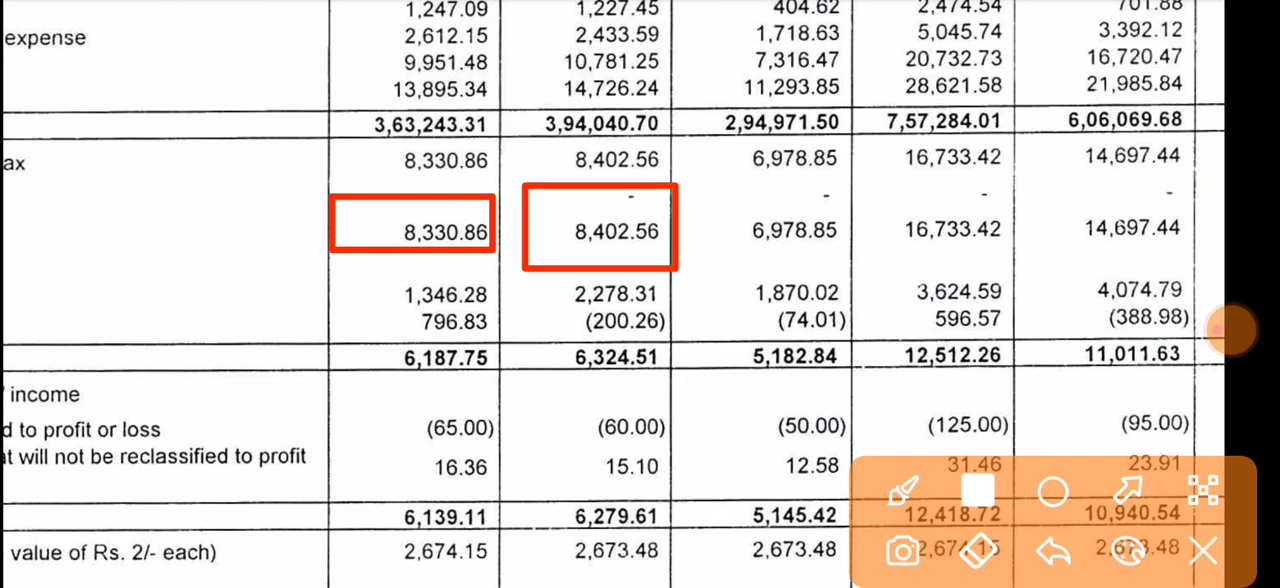 1,247.09 1,227.45 404.62 2,474.54 701.88
expense 2,612.15 2,433.59 1,718.63 5,045.74 3,392.12
9,951.48 10,781.25 7,316.47 20,732.73 16,720.47
13,895.34 14,726.24 11,293.85 28,621.58 21,985.84
3,63,243.31 3,94,040.70 2,94,971.50 7,57,284.01 6,06,069.68
ax 8,330.86 8,402.56 6,978.85 16,733.42 14,697.44
- - - -
8,330.86 8,402.56 6,978.85 16,733.42 14,697.44
1,346.28 2,278.31 1,870.02 3,624.59 4,074.79
796.83 (200.26) (74.01) 596.57 (388.98)
6,187.75 6,324.51 5,182.84 12,512.26 11,011.63
' income
d to profit or loss (65.00) (60.00) (50.00) (125.00) (95.00)
at will not be reclassified to profit 16.36 15.10 12.58 31.46 23.91
6,139.11 6,279.61 5,145.42 12,418.72 10,940.54
value of Rs. 2/- each) 2,674.15 2,673.48 2,673.48 2,674.15 2,673.48